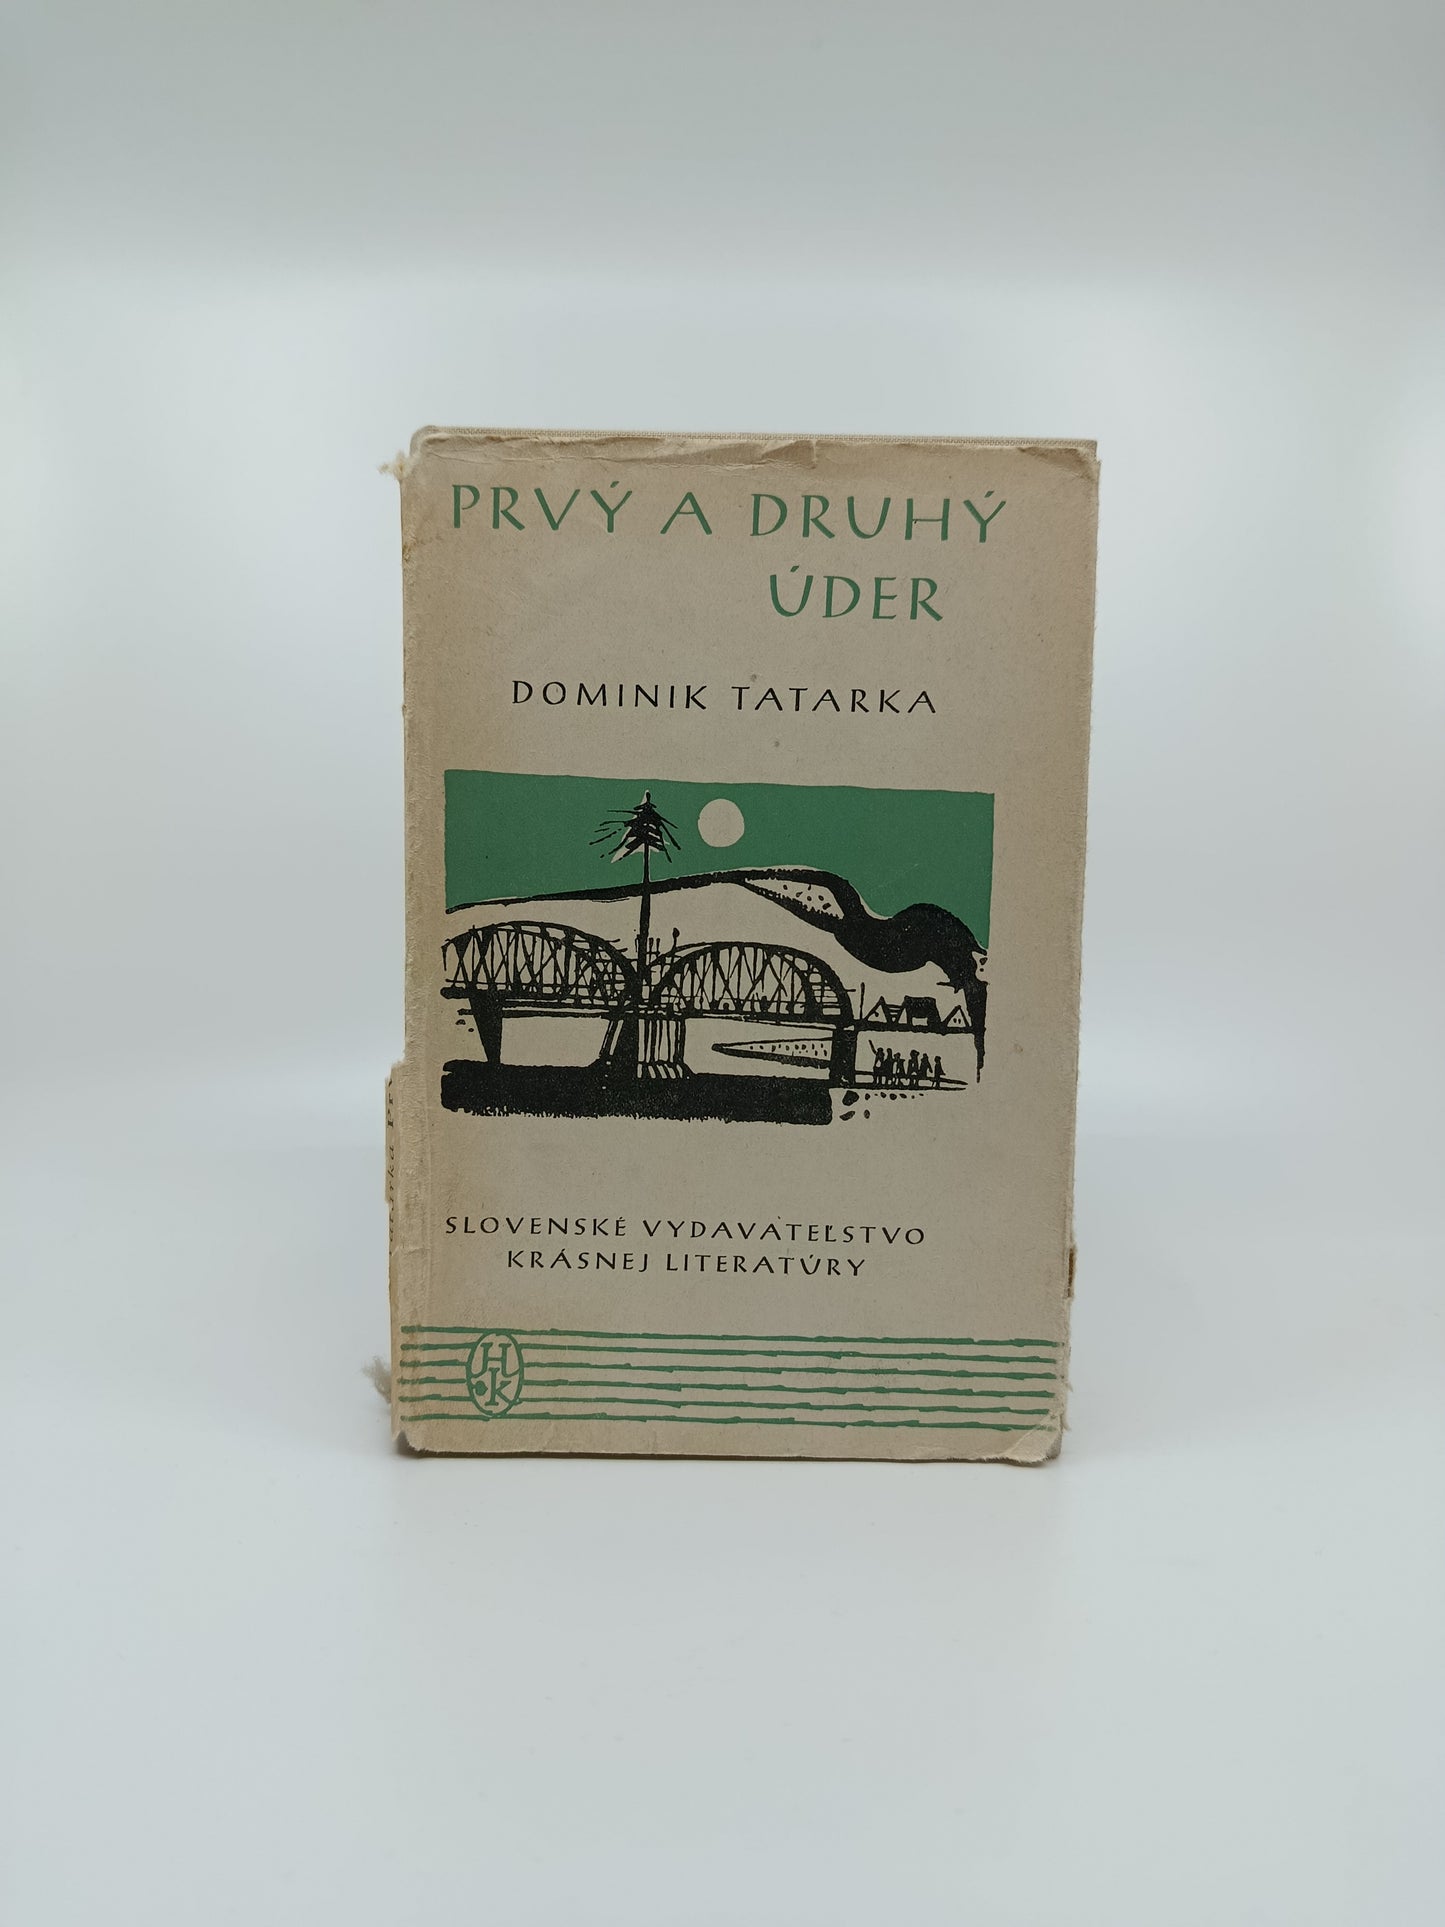 PRVÝ A DRUHÝ
ÚDER
DOMINIK TATARKA
SLOVENSKÉ VYDAVATEĽSTVO
KRÁSNEJ LITERATÚRY
H
K